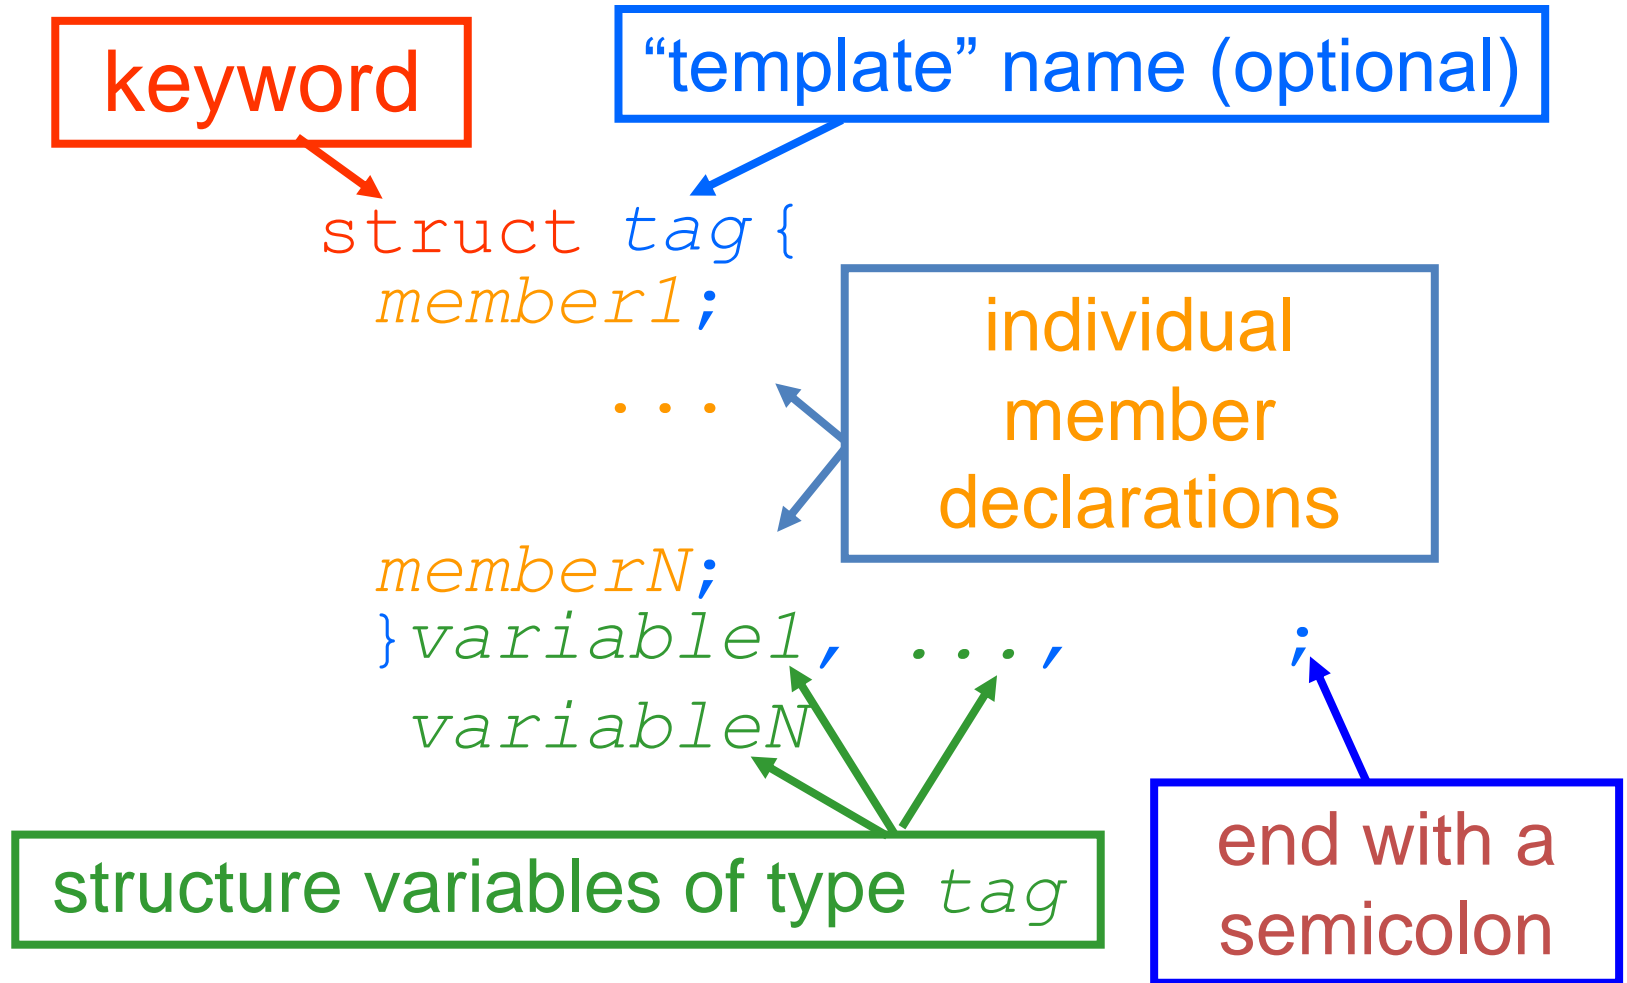 keyword
“template” name (optional)
struct tag {
member1;
...
individual
member
declarations
memberN;
}variable1, ..., ;
variableN
structure variables of type tag
end with a
semicolon